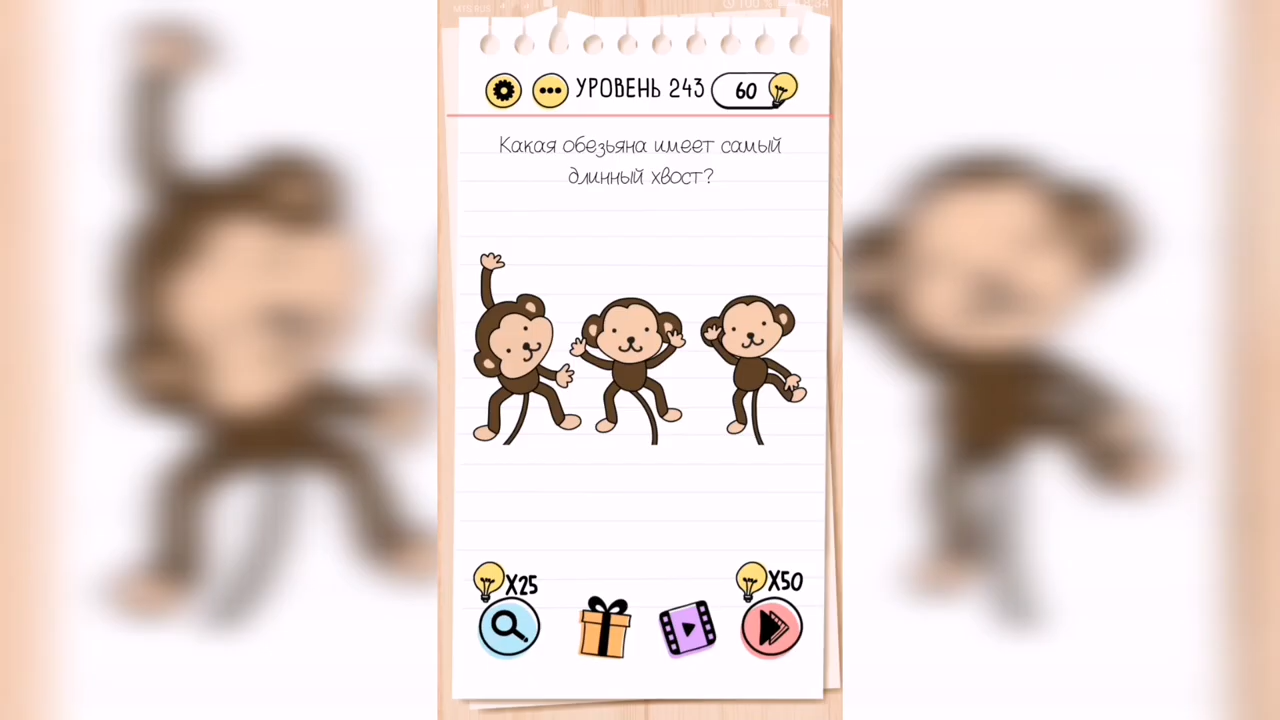 УРОВЕНЬ 243
60
Какая обезьяна имеет самый
длинный хвост?
X25
X50